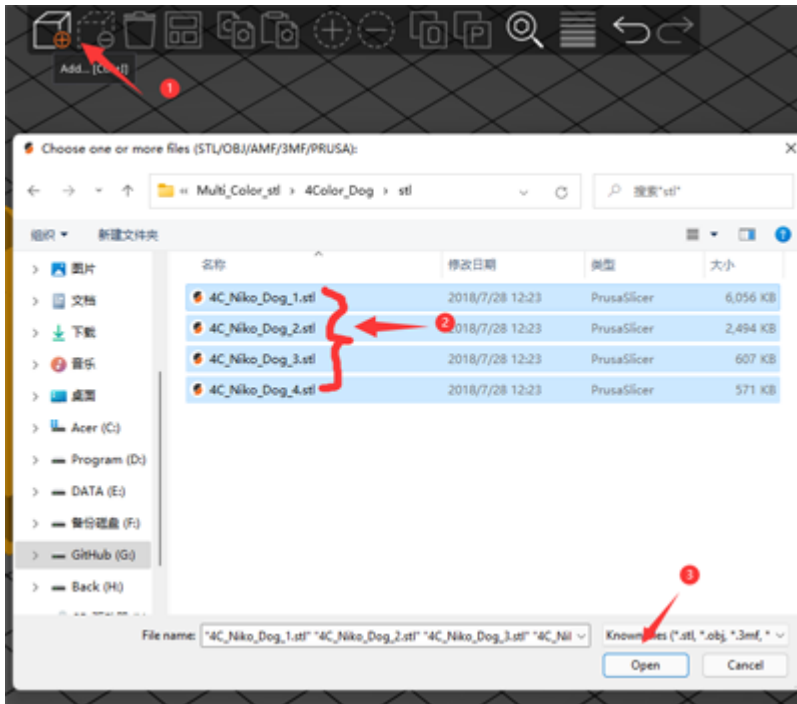 Add... [Ctrl+I]
1
Choose one or more files (STL/OBJ/AMF/3MF/PRUSA):
« Multi_Color_stl › 4Color_Dog › stl
搜索"stl"
组织 新建文件夹
名称 修改日期 类型 大小
图片
文档
下载
音乐
桌面
Acer (C:)
Program (D:)
DATA (E:)
备份磁盘 (F:)
GitHub (G:)
Back (H:)
4C_Niko_Dog_1.stl 2018/7/28 12:23 PrusaSlicer 6,056 KB
4C_Niko_Dog_2.stl 2018/7/28 12:23 PrusaSlicer 2,494 KB
4C_Niko_Dog_3.stl 2018/7/28 12:23 PrusaSlicer 607 KB
4C_Niko_Dog_4.stl 2018/7/28 12:23 PrusaSlicer 571 KB
2
3
File name: "4C_Niko_Dog_1.stl" "4C_Niko_Dog_2.stl" "4C_Niko_Dog_3.stl" "4C_Nil
Known files (*.stl, *.obj, *.3mf, *
Open Cancel